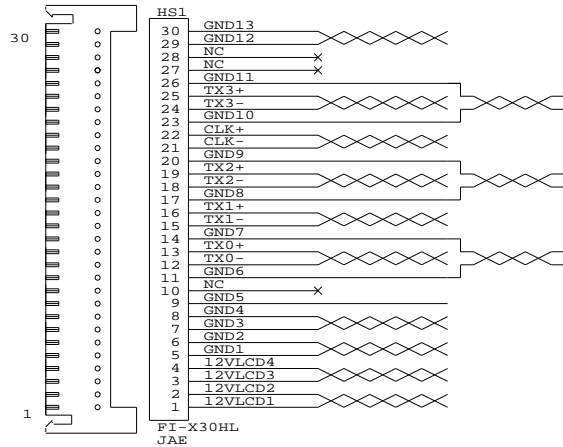 HS1
30 GND13
29 GND12
28 NC
27 NC
26 GND11
25 TX3+
24 TX3-
23 GND10
22 CLK+
21 CLK-
20 GND9
19 TX2+
18 TX2-
17 GND8
16 TX1+
15 TX1-
14 GND7
13 TX0+
12 TX0-
11 GND6
10 NC
9 GND5
8 GND4
7 GND3
6 GND2
5 GND1
4 12VLCD4
3 12VLCD3
2 12VLCD2
1 12VLCD1
FI-X30HL
JAE
30
1